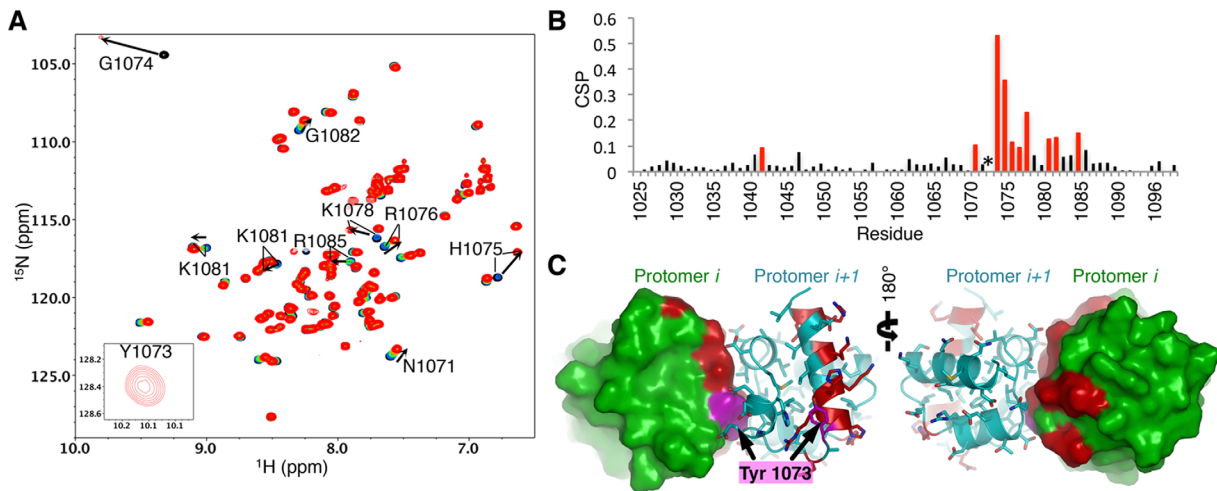 A
105.0
110.0
115.0
120.0
125.0
15N (ppm)
G1074
G1082
K1078
R1076
K1081
R1085
H1075
K1081
Y1073
N1071
128.2
128.4
128.6
10.2 10.1 10.1
10.0 9.0 8.0 7.0
1H (ppm)
B
0.6
0.5
0.4
0.3
0.2
0.1
0
CSP
*
1025 1030 1035 1040 1045 1050 1055 1060 1065 1070 1075 1080 1085 1090 1096 1098
Residue
C
Protomer i Protomer i+1 180° Protomer i+1 Protomer i
Tyr 1073